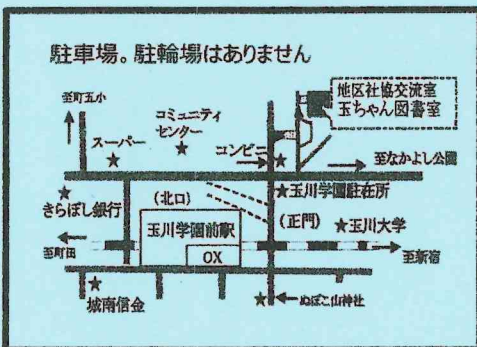 駐車場。駐輪場はありません
地区社協交流室
玉ちゃん図書室
至町五小
コミュニティ
センター
スーパー
コンビニ
至なかよし公園
きらぼし銀行
(北口)
玉川学園駐在所
玉川学園前駅
(正門)
玉川大学
至町田
OX
至新宿
城南信金
ぬぼこ山神社